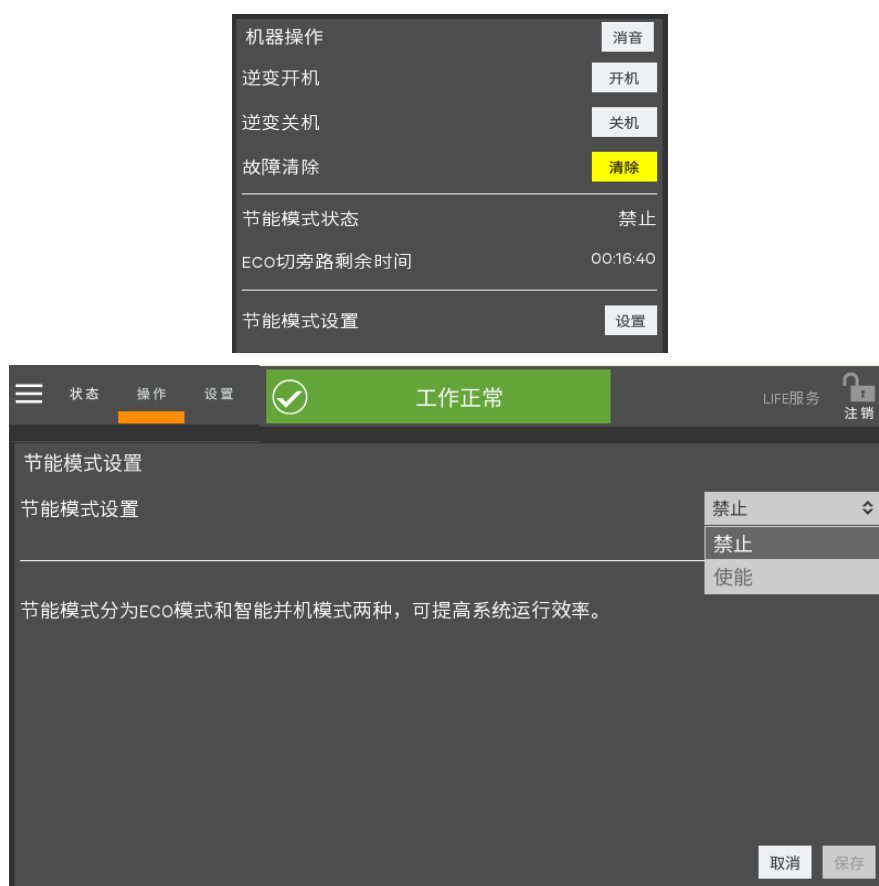 机器操作 消音
逆变开机 开机
逆变关机 关机
故障清除 清除
节能模式状态 禁止
ECO切旁路剩余时间 00:16:40
节能模式设置 设置
状态 操作 设置 工作正常 LIFE服务 注销
节能模式设置
节能模式设置 禁止
禁止
使能
节能模式分为ECO模式和智能并机模式两种，可提高系统运行效率。
取消 保存